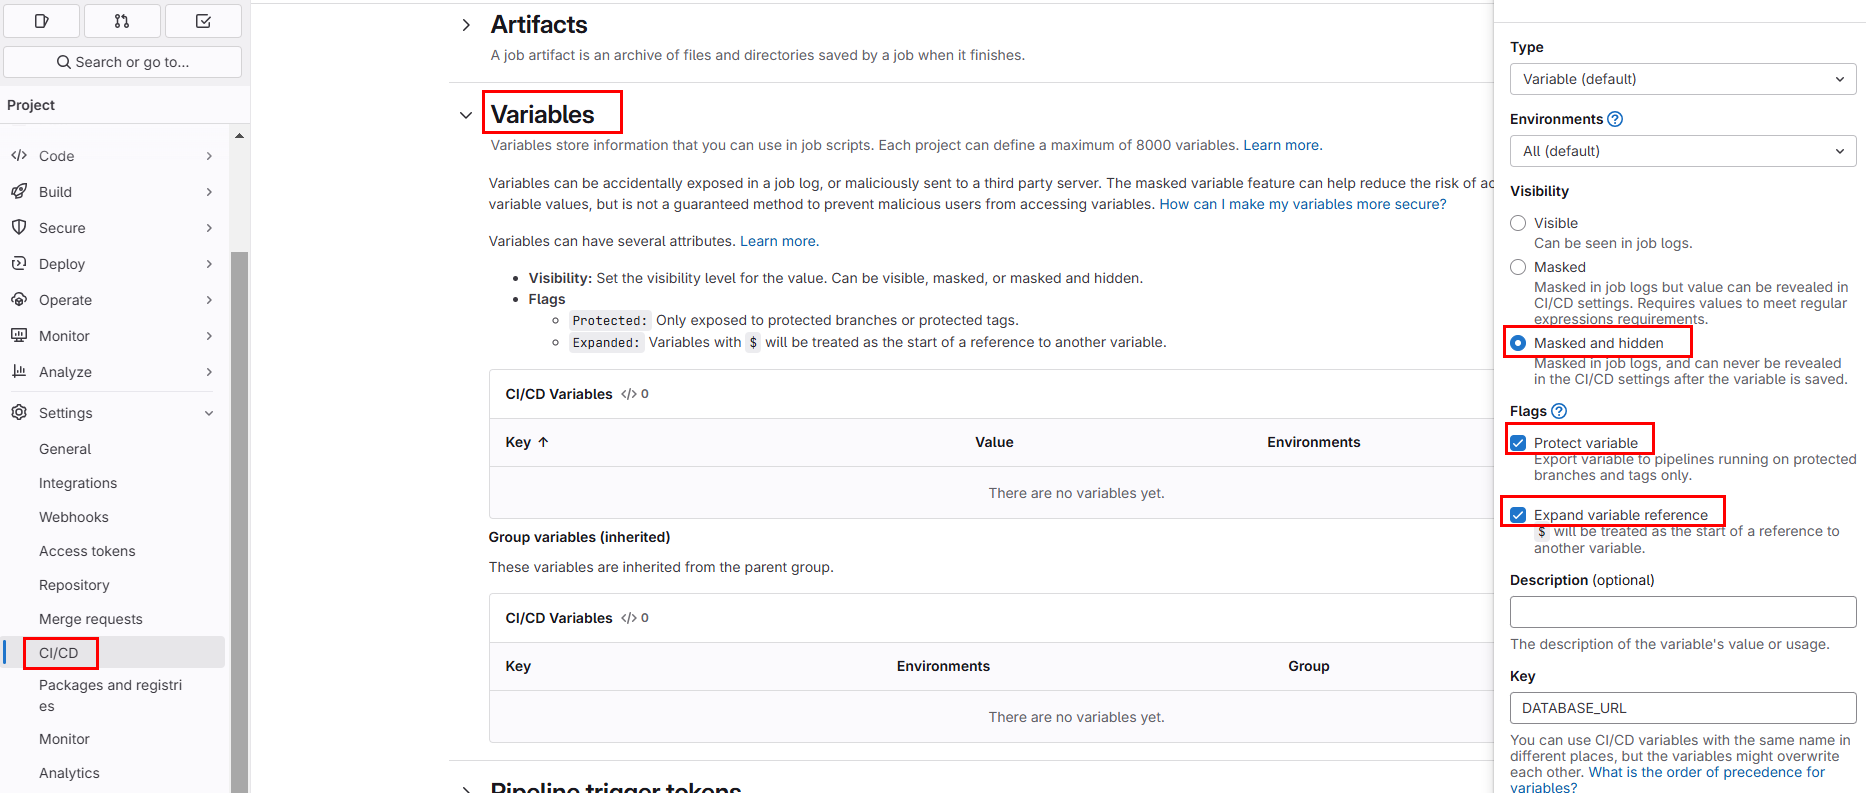 Search or go to...
Project
Code
Build
Secure
Deploy
Operate
Monitor
Analyze
Settings
General
Integrations
Webhooks
Access tokens
Repository
Merge requests
CI/CD
Packages and registri
es
Monitor
Analytics
Artifacts
A job artifact is an archive of files and directories saved by a job when it finishes.
Variables
Variables store information that you can use in job scripts. Each project can define a maximum of 8000 variables. Learn more.
Variables can be accidentally exposed in a job log, or maliciously sent to a third party server. The masked variable feature can help reduce the risk of ac
variable values, but is not a guaranteed method to prevent malicious users from accessing variables. How can I make my variables more secure?
Variables can have several attributes. Learn more.
• Visibility: Set the visibility level for the value. Can be visible, masked, or masked and hidden.
• Flags
◦ Protected: Only exposed to protected branches or protected tags.
◦ Expanded: Variables with $ will be treated as the start of a reference to another variable.
CI/CD Variables </> 0
Key ↑ Value Environments
There are no variables yet.
Group variables (inherited)
These variables are inherited from the parent group.
CI/CD Variables </> 0
Key Environments Group
There are no variables yet.
Pipeline trigger tokens
Type
Variable (default)
Environments
All (default)
Visibility
Visible
Can be seen in job logs.
Masked
Masked in job logs but value can be revealed in
CI/CD settings. Requires values to meet regular
expressions requirements.
Masked and hidden
Masked in job logs, and can never be revealed
in the CI/CD settings after the variable is saved.
Flags
Protect variable
Export variable to pipelines running on protected
branches and tags only.
Expand variable reference
$ will be treated as the start of a reference to
another variable.
Description (optional)
The description of the variable's value or usage.
Key
DATABASE_URL
You can use CI/CD variables with the same name in
different places, but the variables might overwrite
each other. What is the order of precedence for
variables?